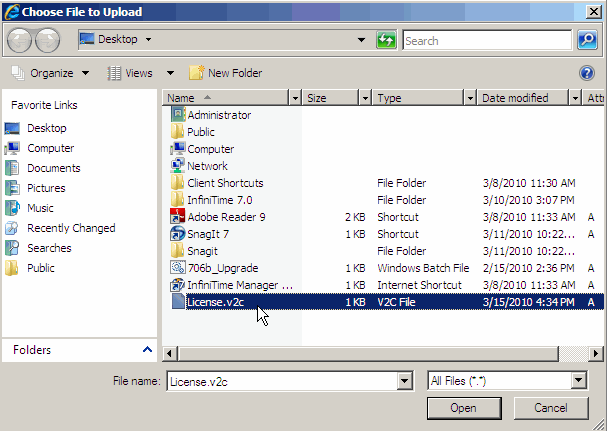 Choose File to Upload
Desktop
Search
Organize Views New Folder
Favorite Links
Desktop
Computer
Documents
Pictures
Music
Recently Changed
Searches
Public
Folders
Name Size Type Date modified Att
Administrator
Public
Computer
Network
Client Shortcuts File Folder 3/8/2010 11:30 AM
InfiniTime 7.0 File Folder 3/10/2010 3:07 PM
Adobe Reader 9 2 KB Shortcut 3/8/2010 11:33 AM A
SnagIt 7 1 KB Shortcut 3/11/2010 10:22... A
Snagit File Folder 3/11/2010 10:22...
706b_Upgrade 1 KB Windows Batch File 2/15/2010 2:36 PM A
InfiniTime Manager ... 1 KB Internet Shortcut 3/8/2010 11:33 AM A
License.v2c 1 KB V2C File 3/15/2010 4:34 PM A
File name: License.v2c All Files (*.*)
Open Cancel